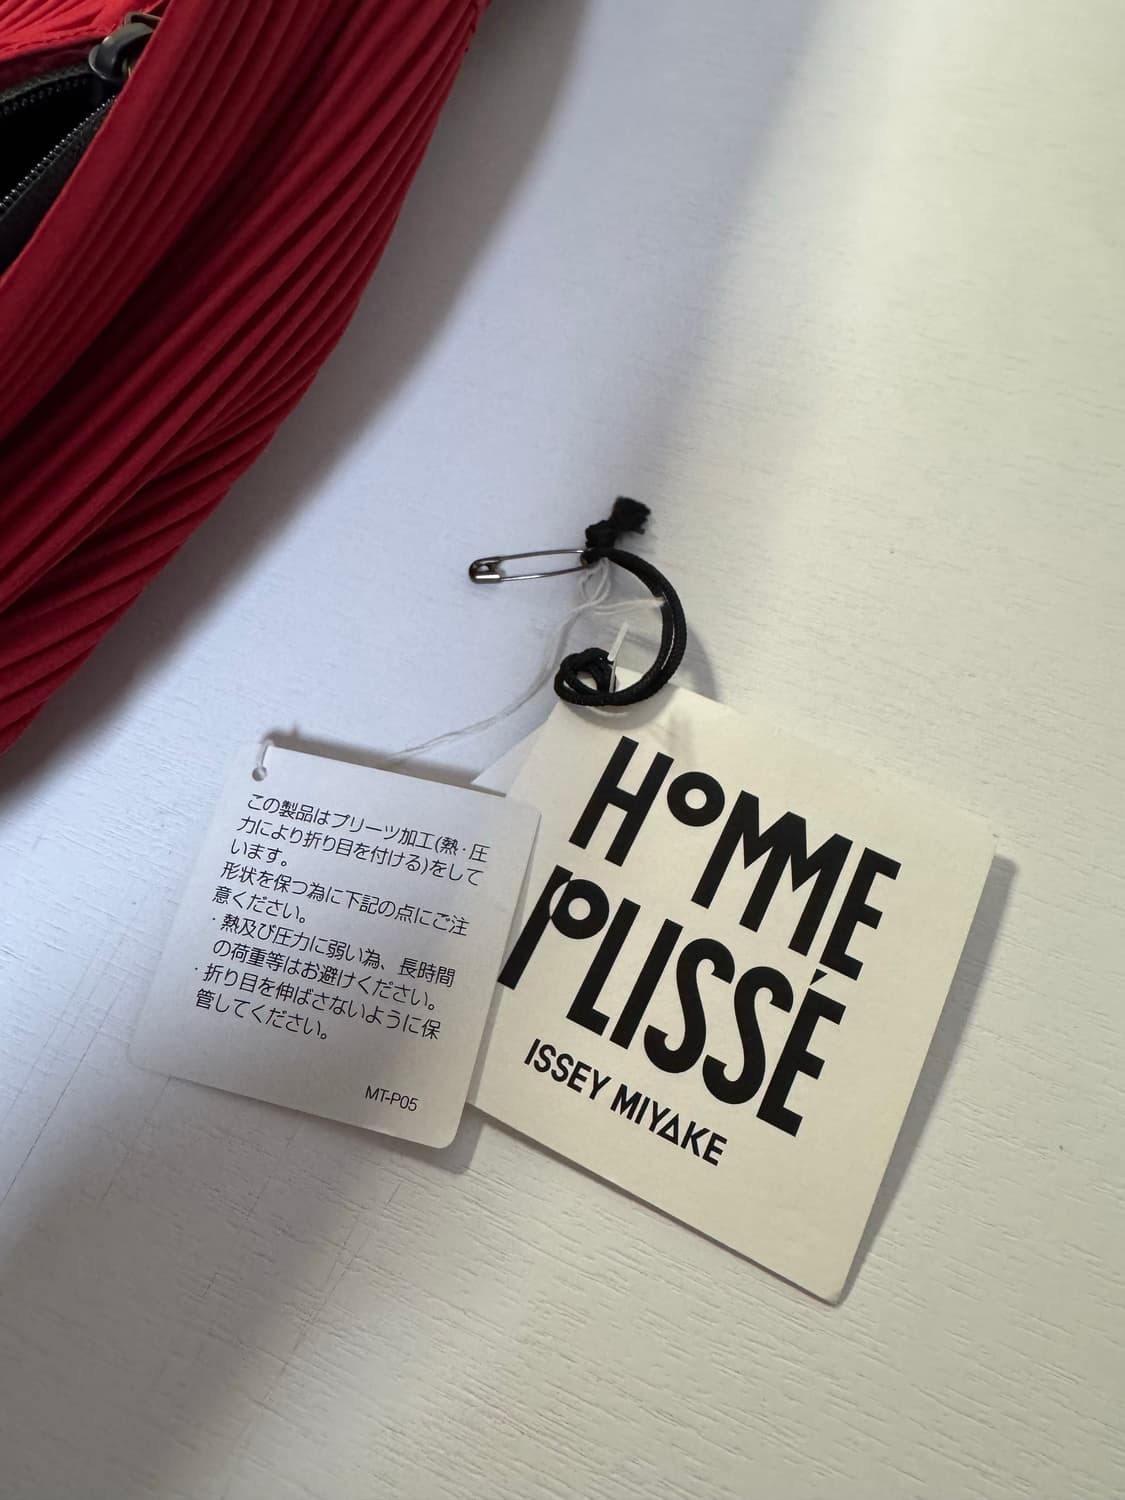 この製品はプリーツ加工(熱・圧
力により折り目を付ける)をして
います。
形状を保つ為に下記の点にご注
意ください。
・熱及び圧力に弱い為、長時間
の荷重等はお避けください。
・折り目を伸ばさないように保
管してください。
MT-P05
HOMME
PLISSÉ
ISSEY MIYAKE